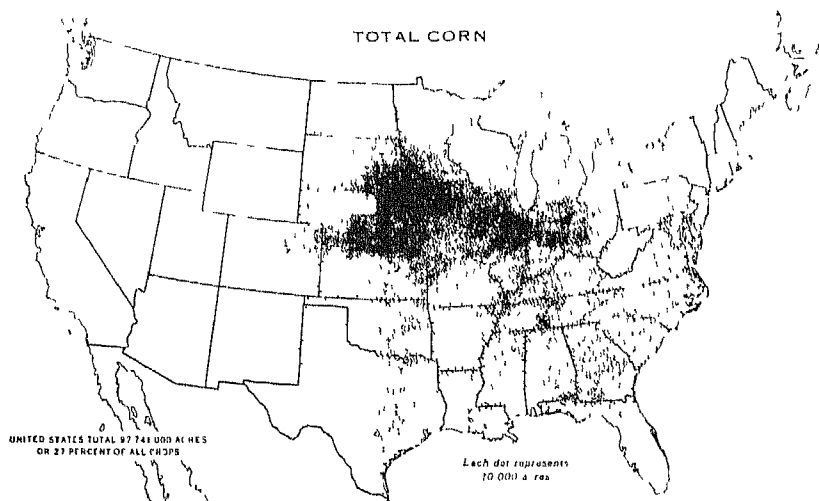 TOTAL CORN
UNITED STATES TOTAL 97 741 000 ACRES
OR 27 PERCENT OF ALL CROPS
Each dot represents
10 000 acres